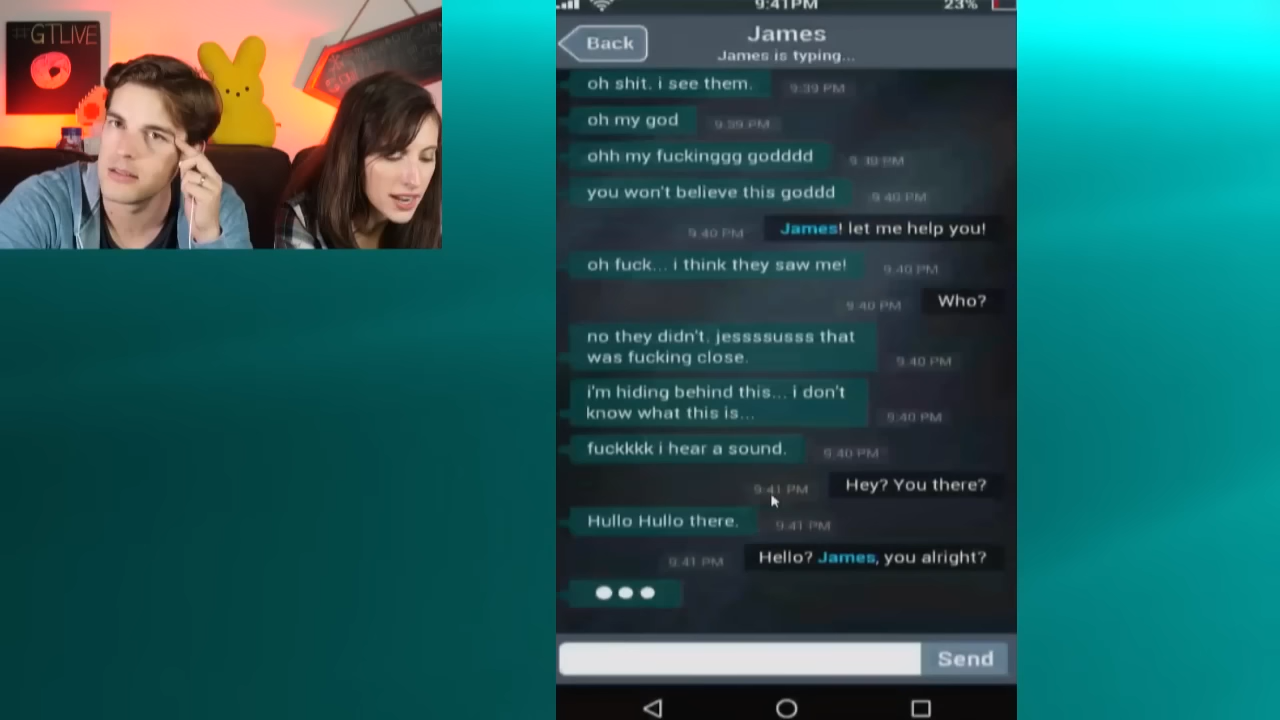 #GTLIVE
9:41PM
23%
Back
James
James is typing...
oh shit. i see them.
9:39 PM
oh my god
9:39 PM
ohh my fuckinggg godddd
9:39 PM
you won't believe this goddd
9:40 PM
9:40 PM
James! let me help you!
oh fuck... i think they saw me!
9:40 PM
9:40 PM
Who?
no they didn't. jessssusss that
was fucking close.
9:40 PM
i'm hiding behind this... i don't
know what this is...
9:40 PM
fuckkkk i hear a sound.
9:40 PM
9:41 PM
Hey? You there?
Hullo Hullo there.
9:41 PM
9:41 PM
Hello? James, you alright?
Send